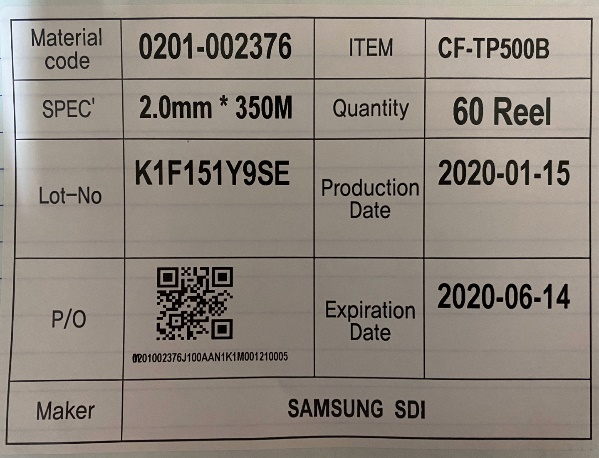 Material code 0201-002376 ITEM CF-TP500B
SPEC' 2.0mm * 350M Quantity 60 Reel
Lot-No K1F151Y9SE Production Date 2020-01-15
P/O Expiration Date 2020-06-14
0201002376J100AAN1K1M001210005
Maker SAMSUNG SDI